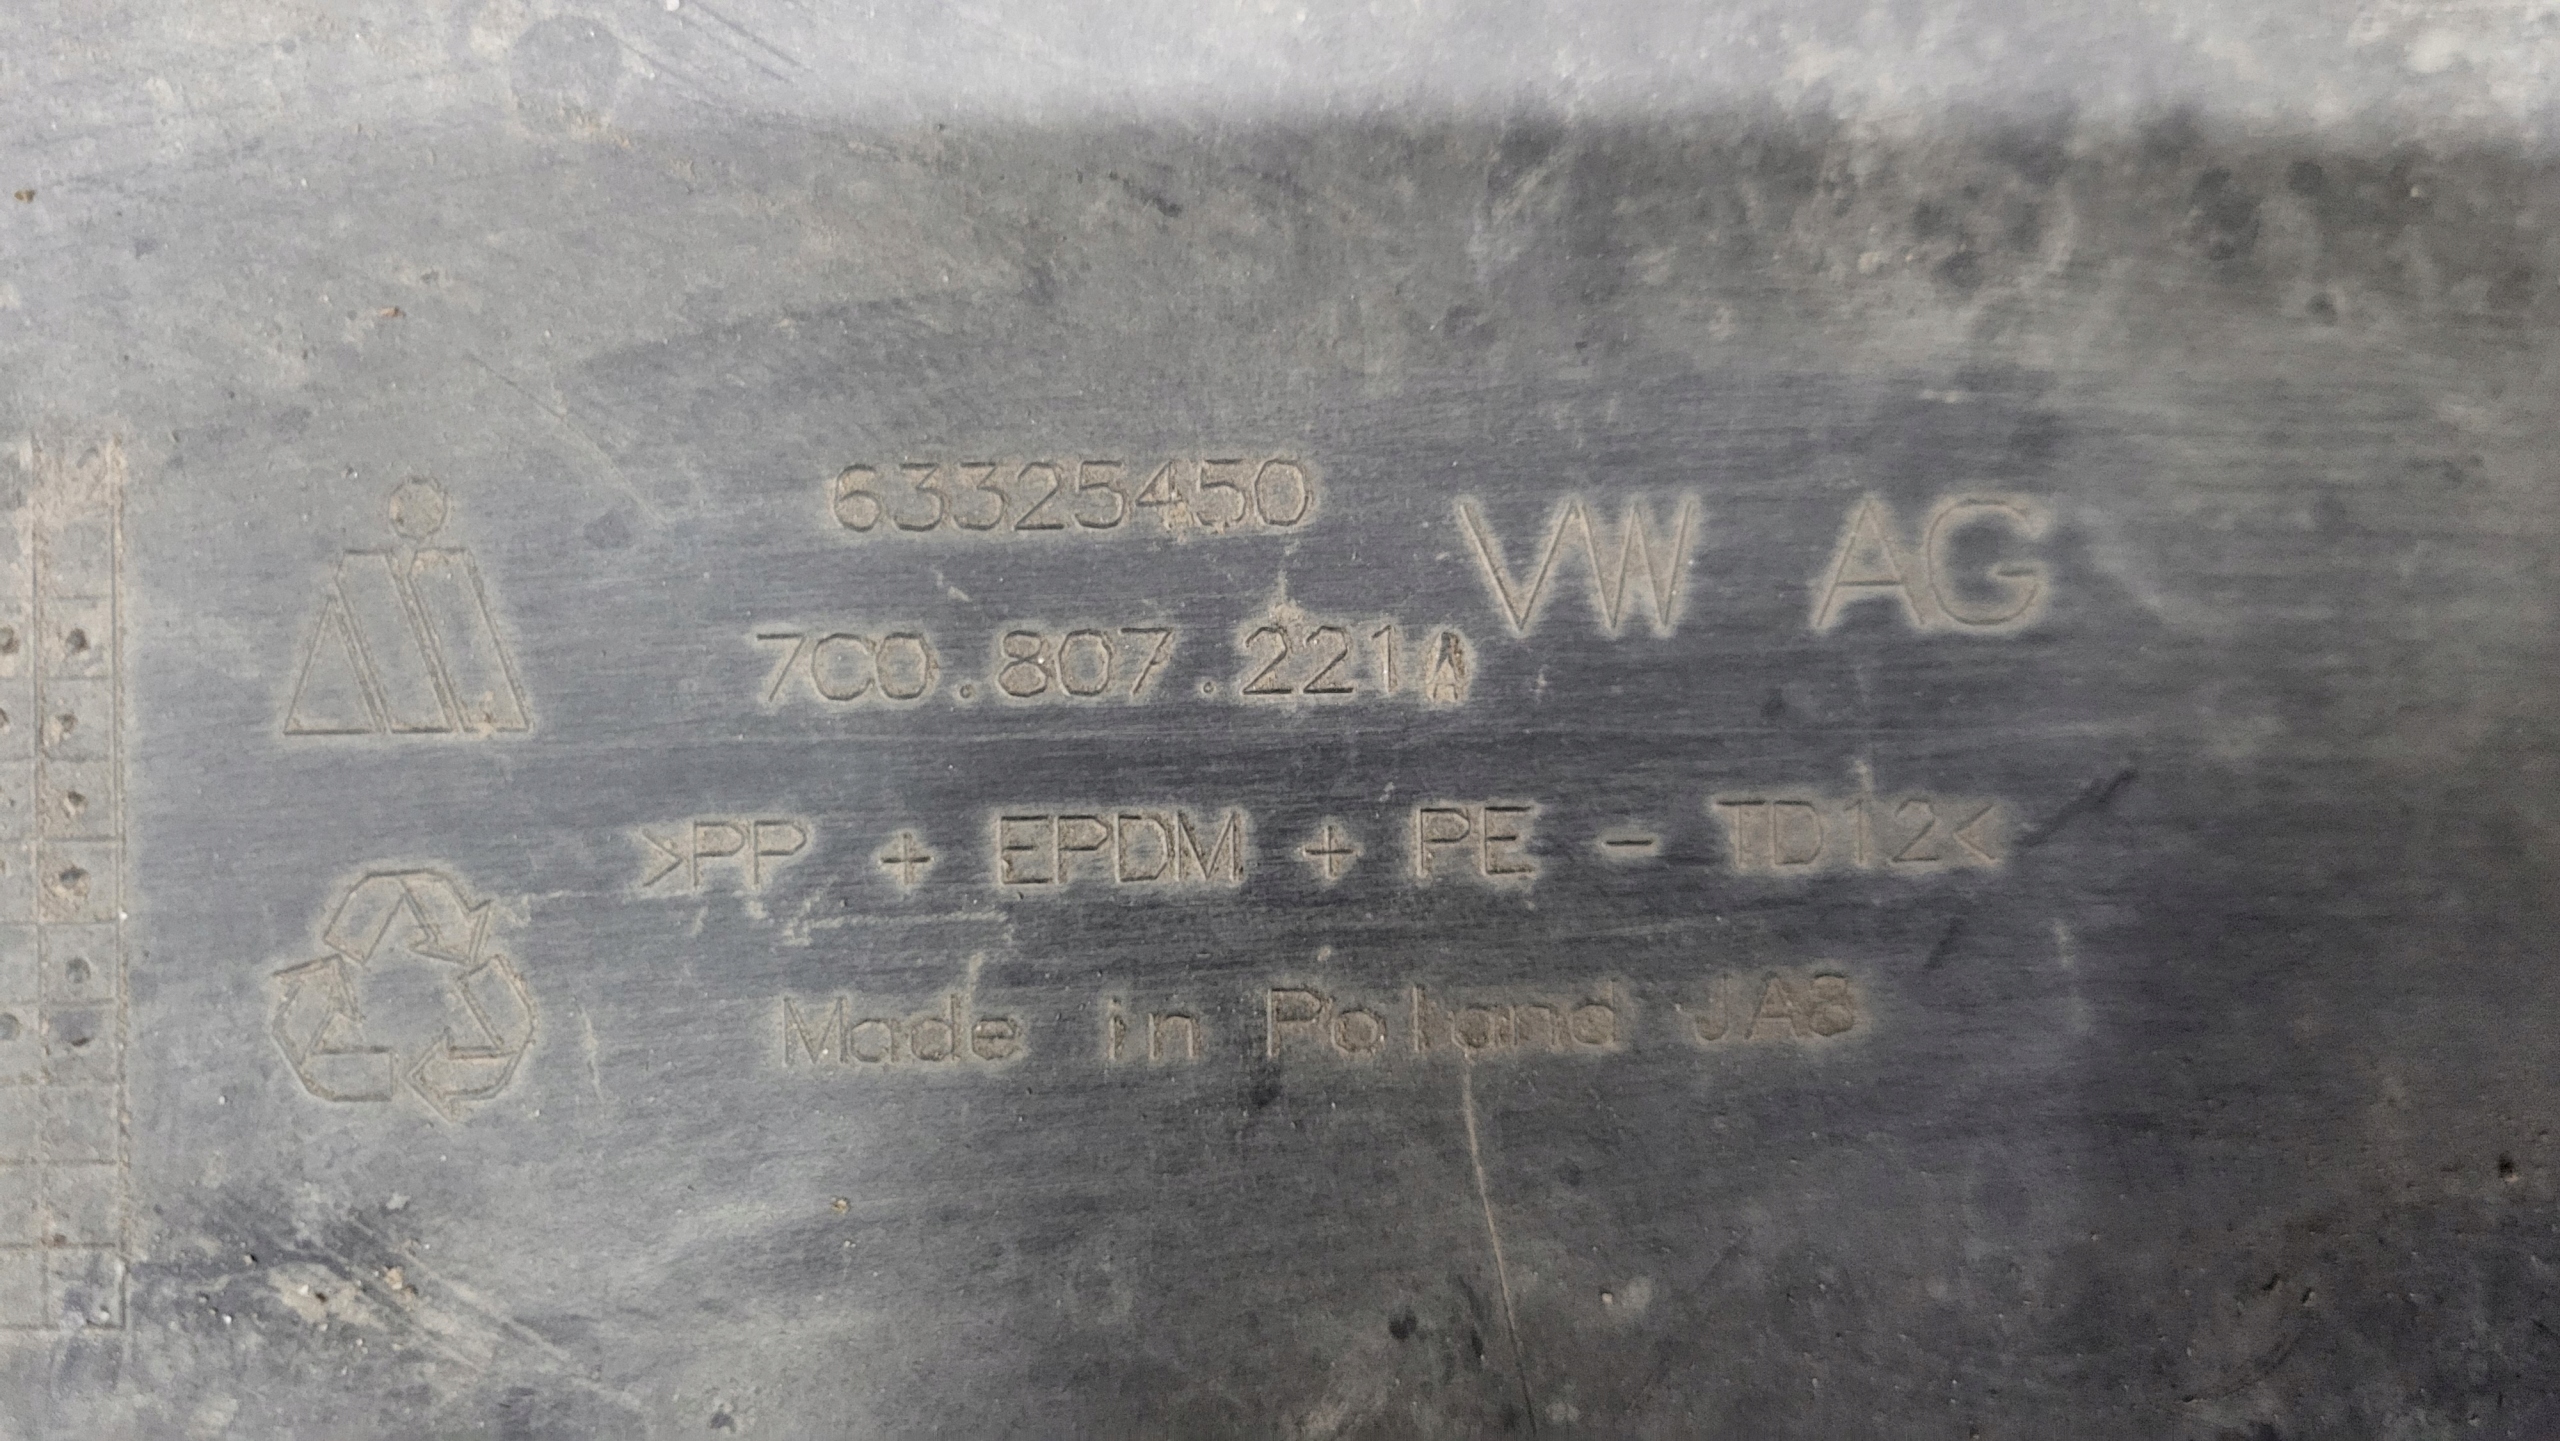 63325450
VW AG
7C0.807.221A
>PP + EPDM + PE - TD12<
Made in Poland JA8